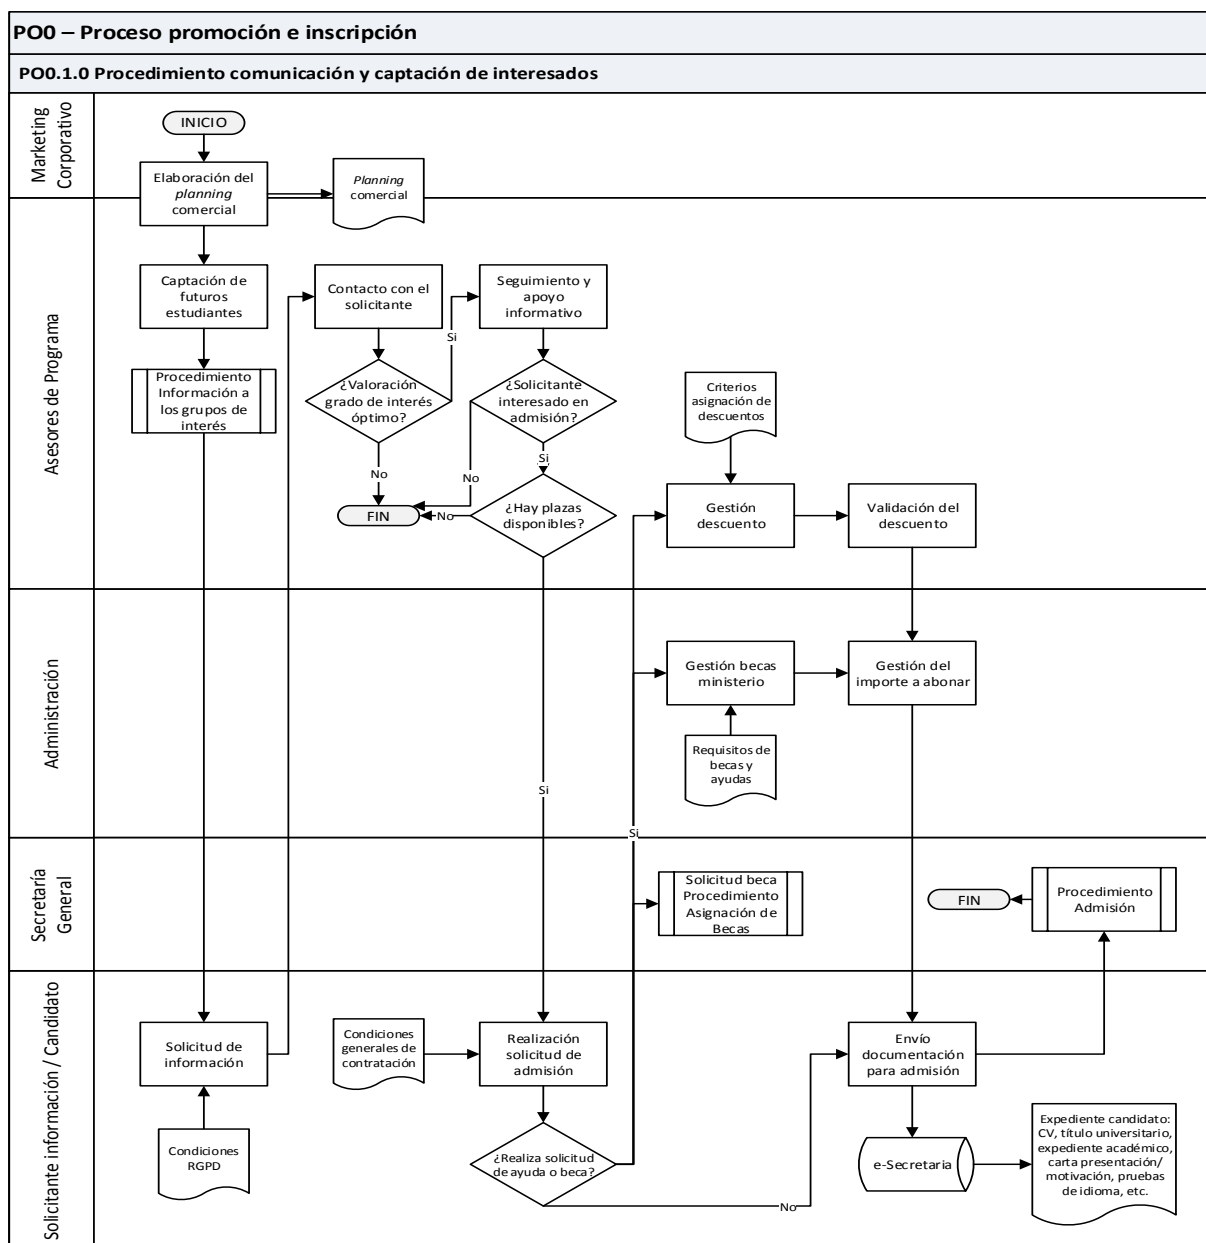 PO0 – Proceso promoción e inscripción
PO0.1.0 Procedimiento comunicación y captación de interesados
Marketing
Corporativo
INICIO
Elaboración del
planning
comercial
Planning
comercial
Asesores de Programa
Captación de
futuros
estudiantes
Contacto con el
solicitante
Seguimiento y
apoyo
informativo
Si
Procedimiento
Información a
los grupos de
interés
¿Valoración
grado de interés
óptimo?
¿Solicitante
interesado en
admisión?
Criterios
asignación de
descuentos
No
No
Si
FIN
No
¿Hay plazas
disponibles?
Gestión
descuento
Validación del
descuento
Administración
Gestión becas
ministerio
Gestión del
importe a abonar
Requisitos de
becas y
ayudas
Si
Si
Secretaría
General
Solicitud beca
Procedimiento
Asignación de
Becas
FIN
Procedimiento
Admisión
Solicitante información / Candidato
Solicitud de
información
Condiciones
generales de
contratación
Realización
solicitud de
admisión
Envío
documentación
para admisión
Condiciones
RGPD
¿Realiza solicitud
de ayuda o beca?
No
e-Secretaria
Expediente candidato:
CV, título universitario,
expediente académico,
carta presentación/
motivación, pruebas
de idioma, etc.